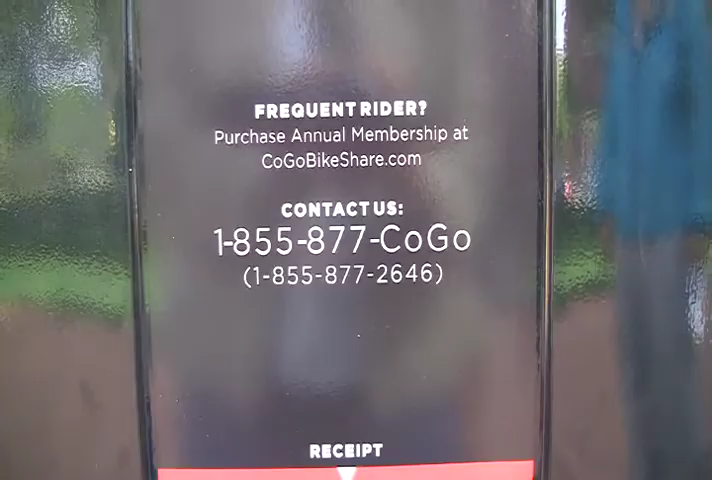 FREQUENT RIDER?
Purchase Annual Membership at
CoGoBikeShare.com
CONTACT US:
1-855-877-CoGo
(1-855-877-2646)
RECEIPT